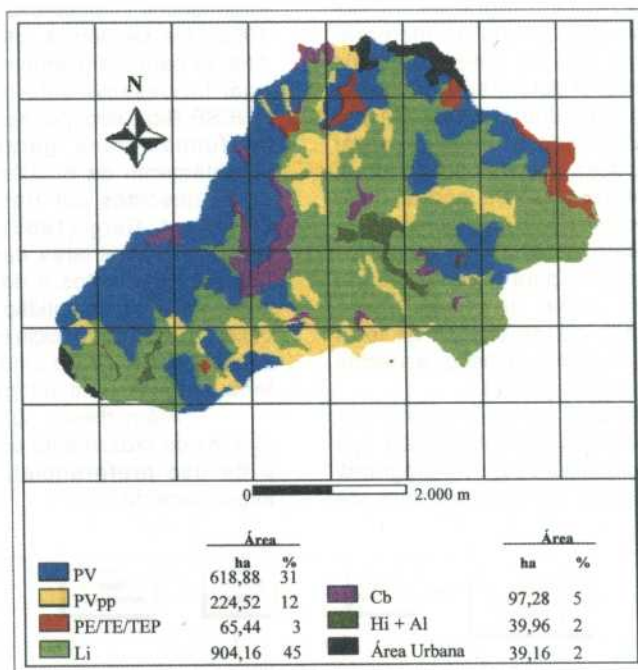 N
0 2.000 m
Área
ha %
PV 618,88 31
PVpp 224,52 12
PE/TE/TEP 65,44 3
Li 904,16 45
Área
ha %
Cb 97,28 5
Hi + Al 39,96 2
Área Urbana 39,16 2